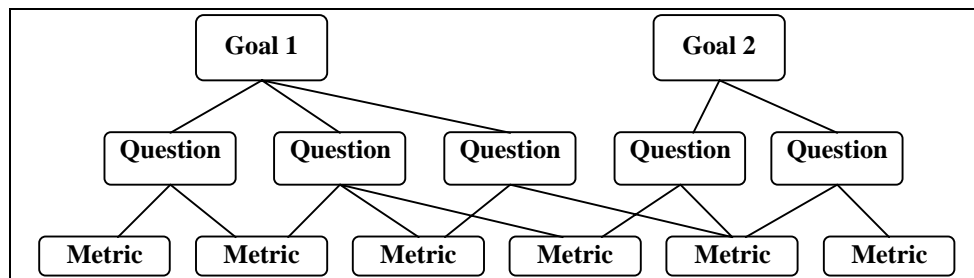 Goal 1 Goal 2
Question Question Question Question Question
Metric Metric Metric Metric Metric Metric